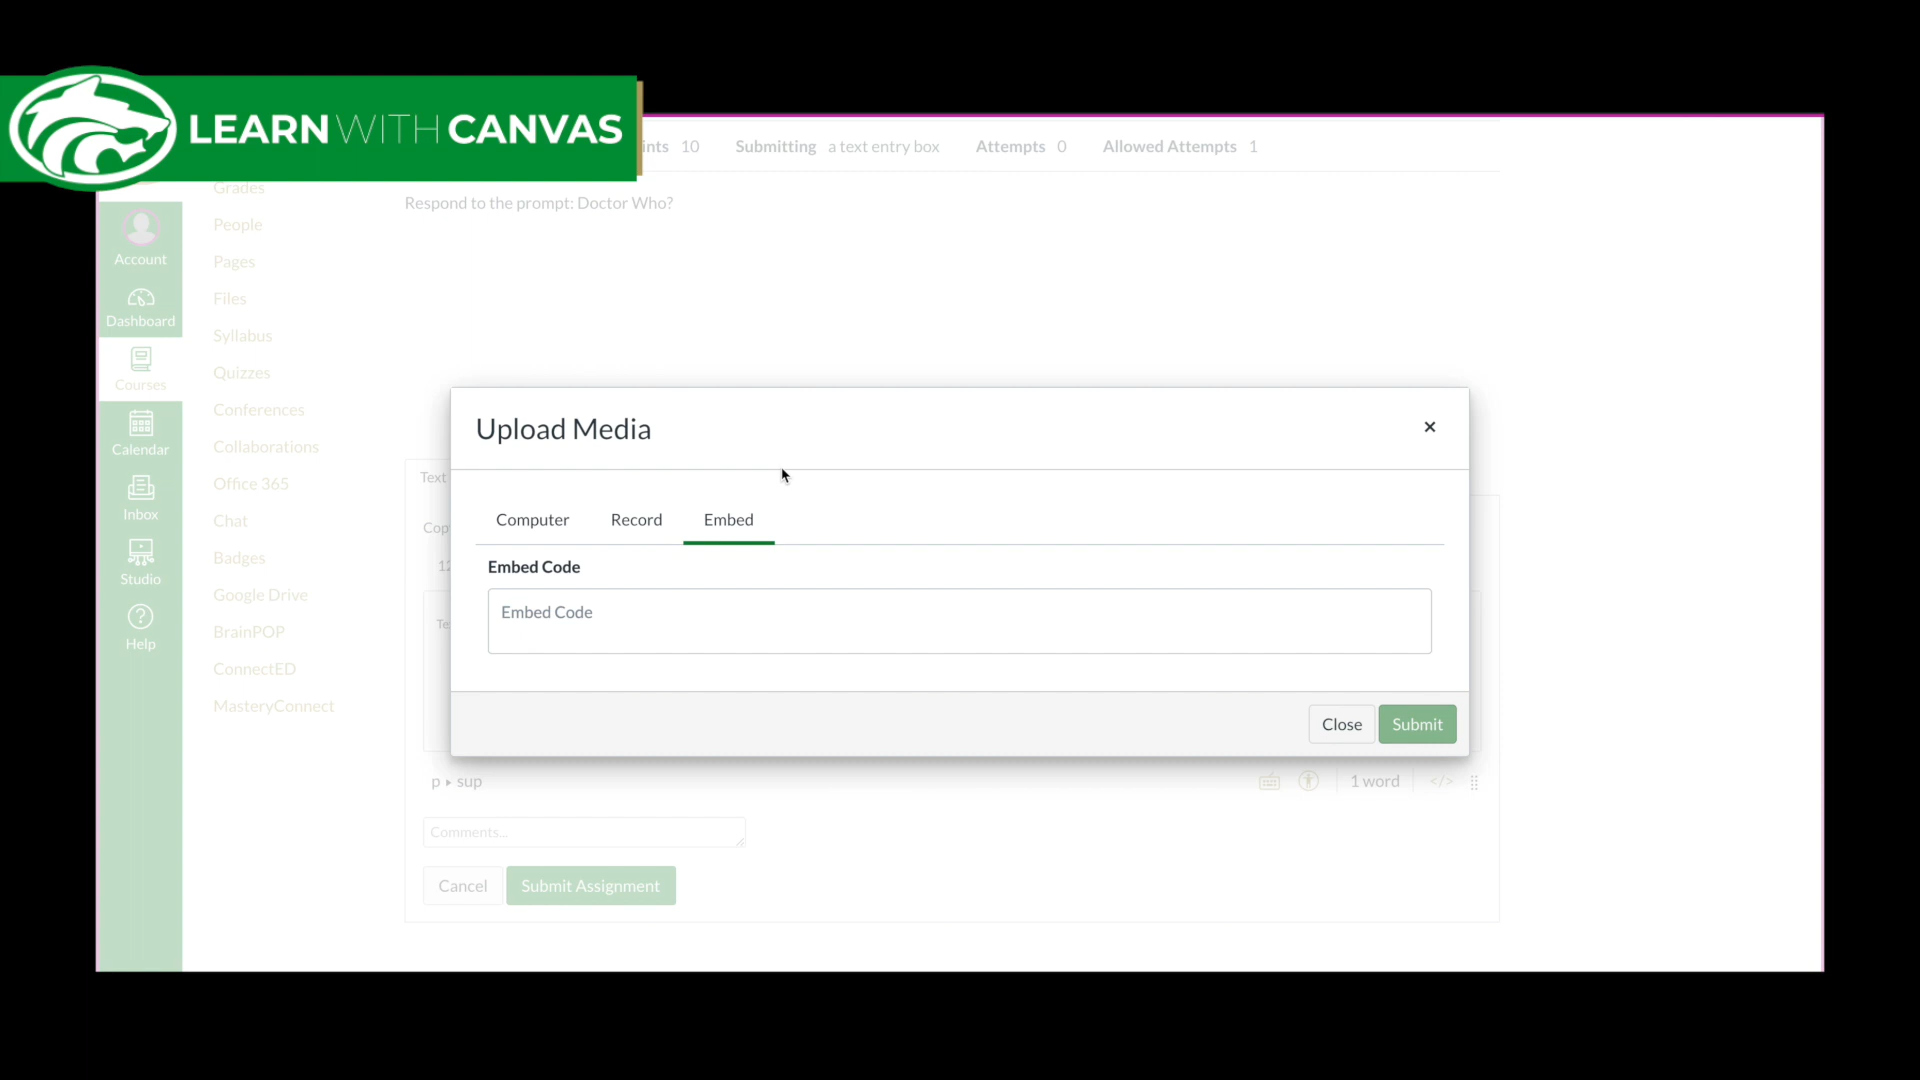 LEARN WITH CANVAS
ints 10 Submitting a text entry box Attempts 0 Allowed Attempts 1
Grades
Respond to the prompt: Doctor Who?
People
Account
Pages
Files
Dashboard
Syllabus
Quizzes
Courses
Conferences
Upload Media
Calendar
Collaborations
Text
Office 365
Inbox
Chat
Computer Record Embed
Cop
Badges
Embed Code
12
Studio
Google Drive
Embed Code
Te
BrainPOP
Help
ConnectED
MasteryConnect
Close Submit
p ▸ sup
1 word </>
Comments...
Cancel Submit Assignment